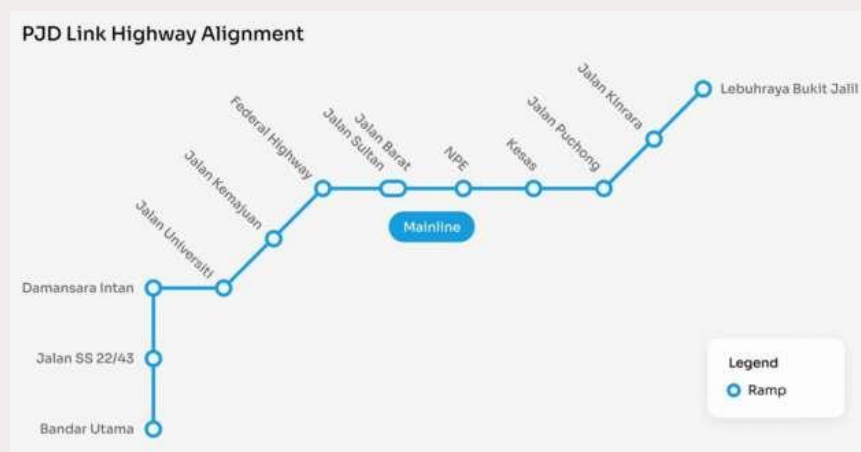 PJD Link Highway Alignment
Lebuhraya Bukit Jalil
Jalan Kinrara
Jalan Puchong
Kesas
NPE
Jalan Barat
Jalan Sultan
Federal Highway
Jalan Kemajuan
Jalan Universiti
Mainline
Damansara Intan
Jalan SS 22/43
Bandar Utama
Legend
Ramp